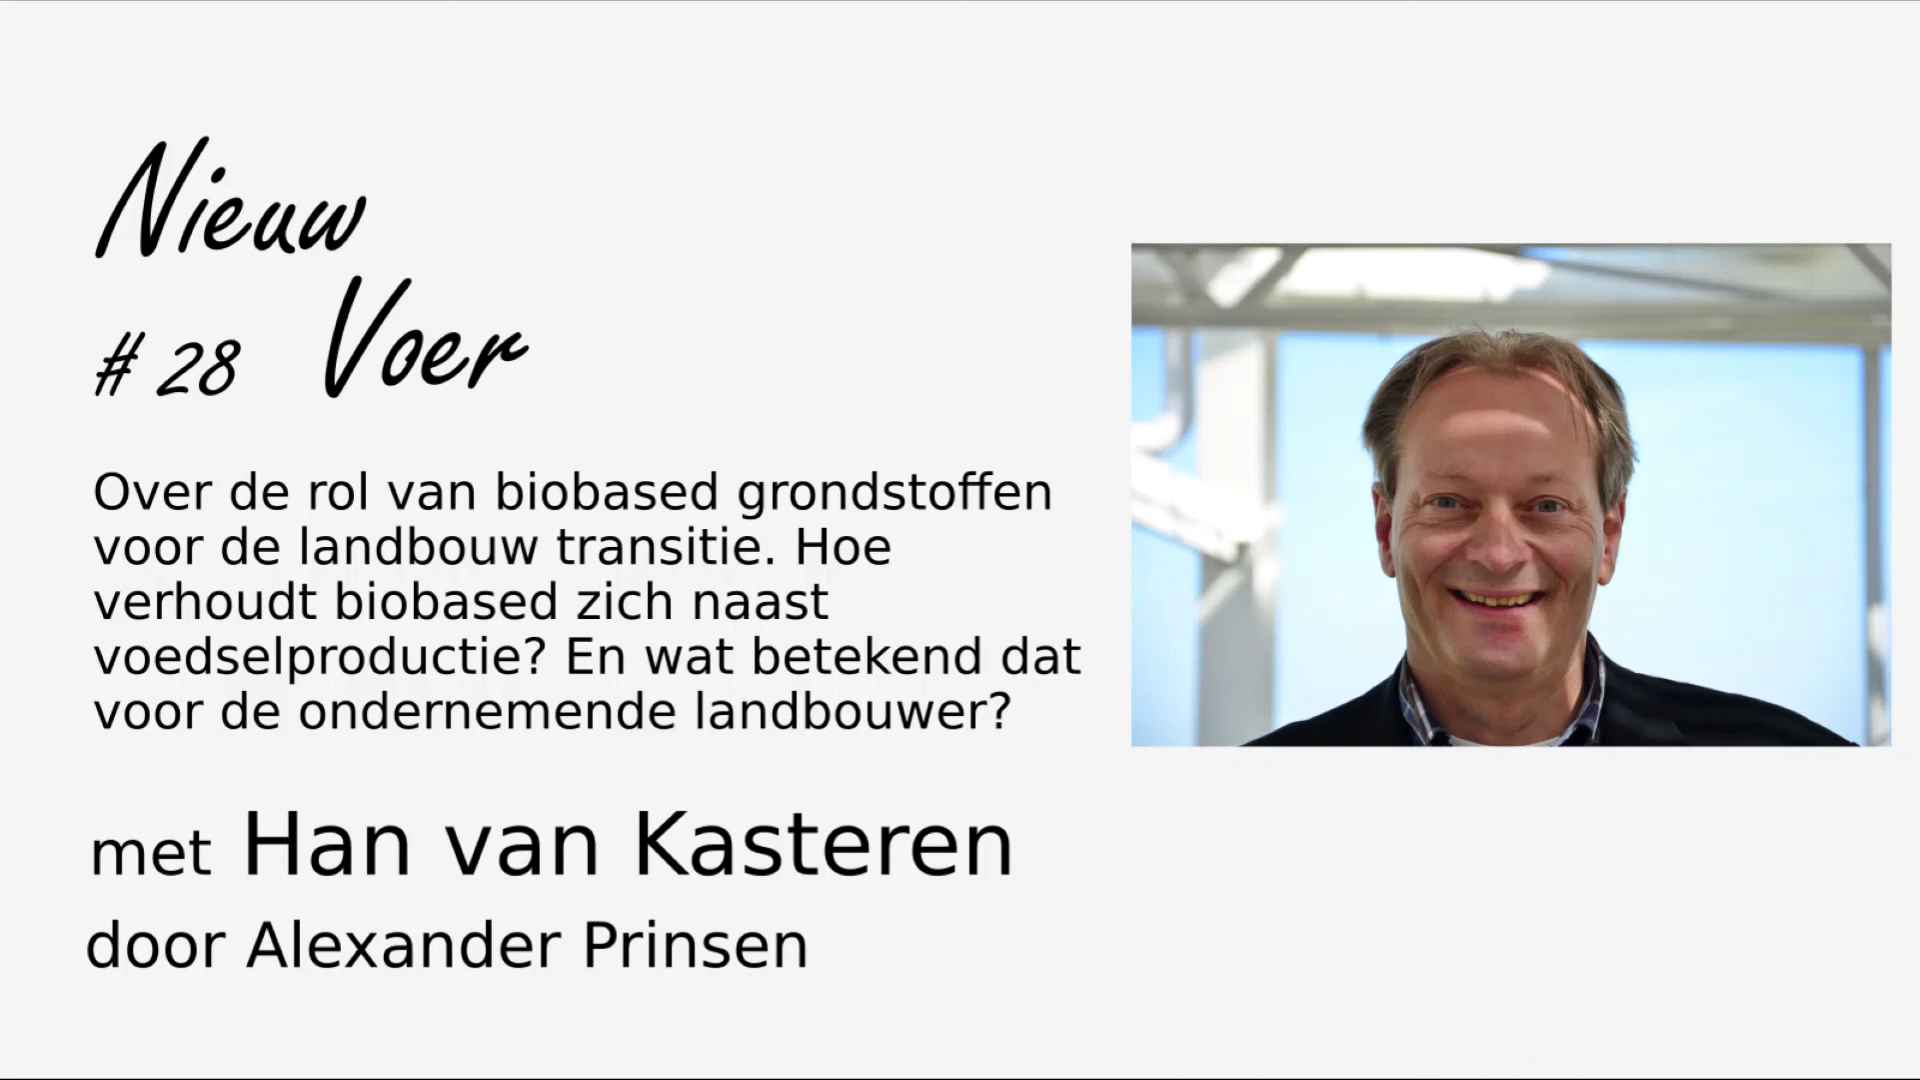 Nieuw
# 28 Voer
Over de rol van biobased grondstoffen
voor de landbouw transitie. Hoe
verhoudt biobased zich naast
voedselproductie? En wat betekend dat
voor de ondernemende landbouwer?
met Han van Kasteren
door Alexander Prinsen